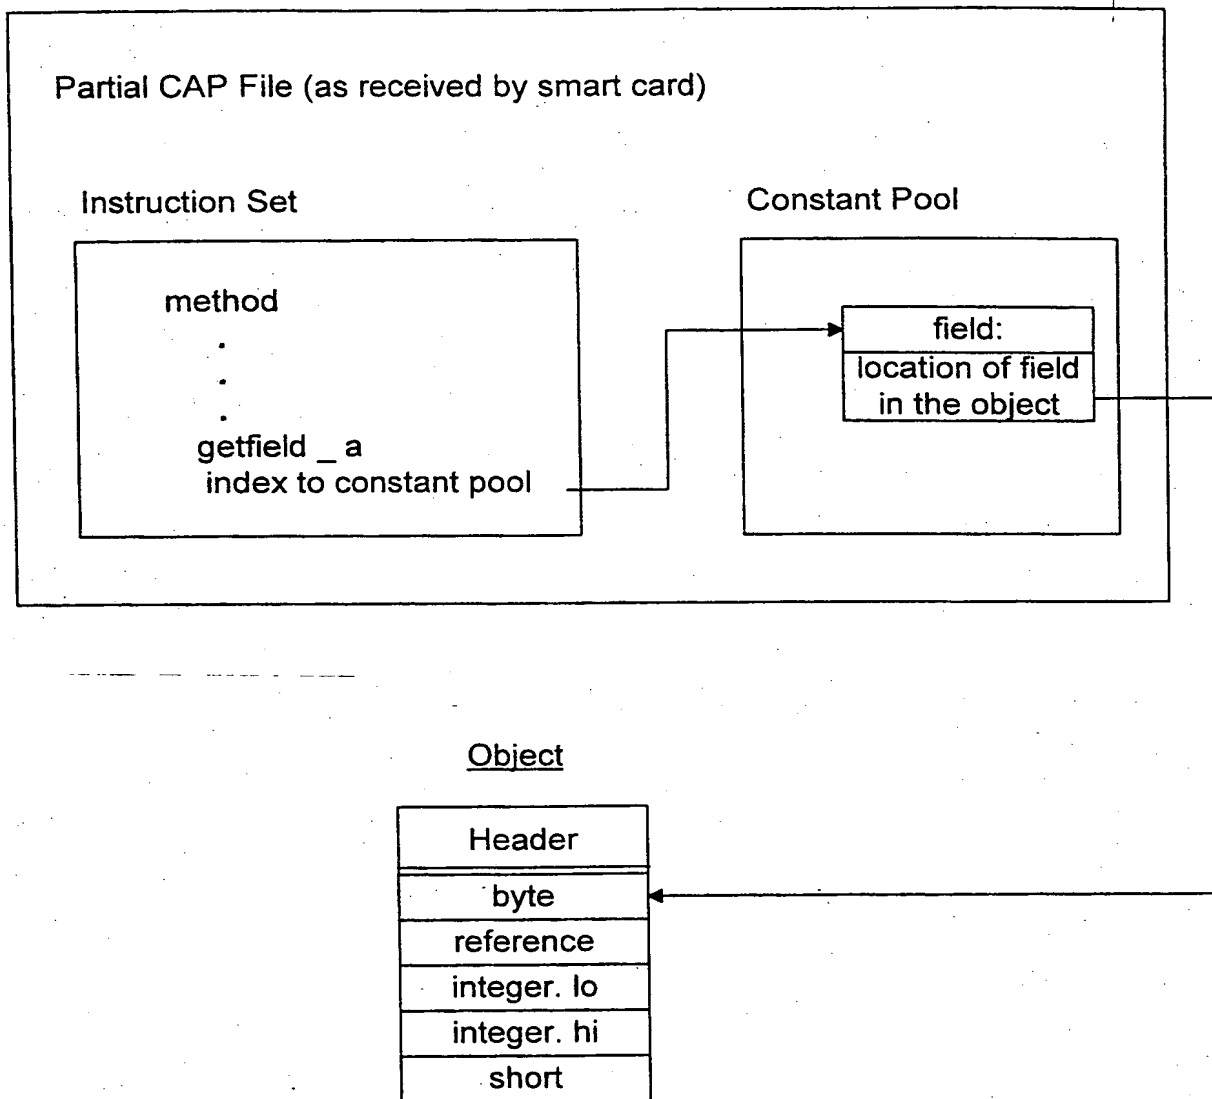 Partial CAP File (as received by smart card)
Instruction Set
Constant Pool
method
.
.
.
getfield _ a
index to constant pool
field:
location of field
in the object
Object
Header
byte
reference
integer. lo
integer. hi
short